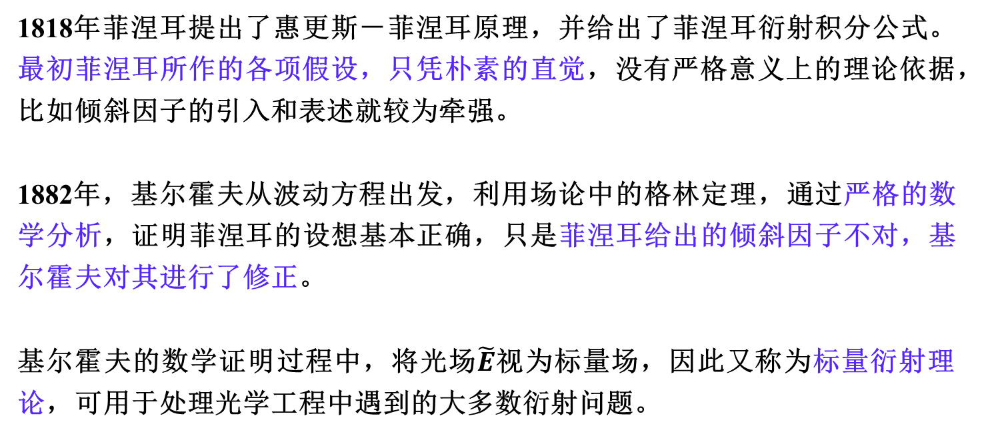 1818年菲涅耳提出了惠更斯－菲涅耳原理，并给出了菲涅耳衍射积分公式。
最初菲涅耳所作的各项假设，只凭朴素的直觉，没有严格意义上的理论依据，
比如倾斜因子的引入和表述就较为牵强。
1882年，基尔霍夫从波动方程出发，利用场论中的格林定理，通过严格的数
学分析，证明菲涅耳的设想基本正确，只是菲涅耳给出的倾斜因子不对，基
尔霍夫对其进行了修正。
基尔霍夫的数学证明过程中，将光场Ẽ视为标量场，因此又称为标量衍射理
论，可用于处理光学工程中遇到的大多数衍射问题。